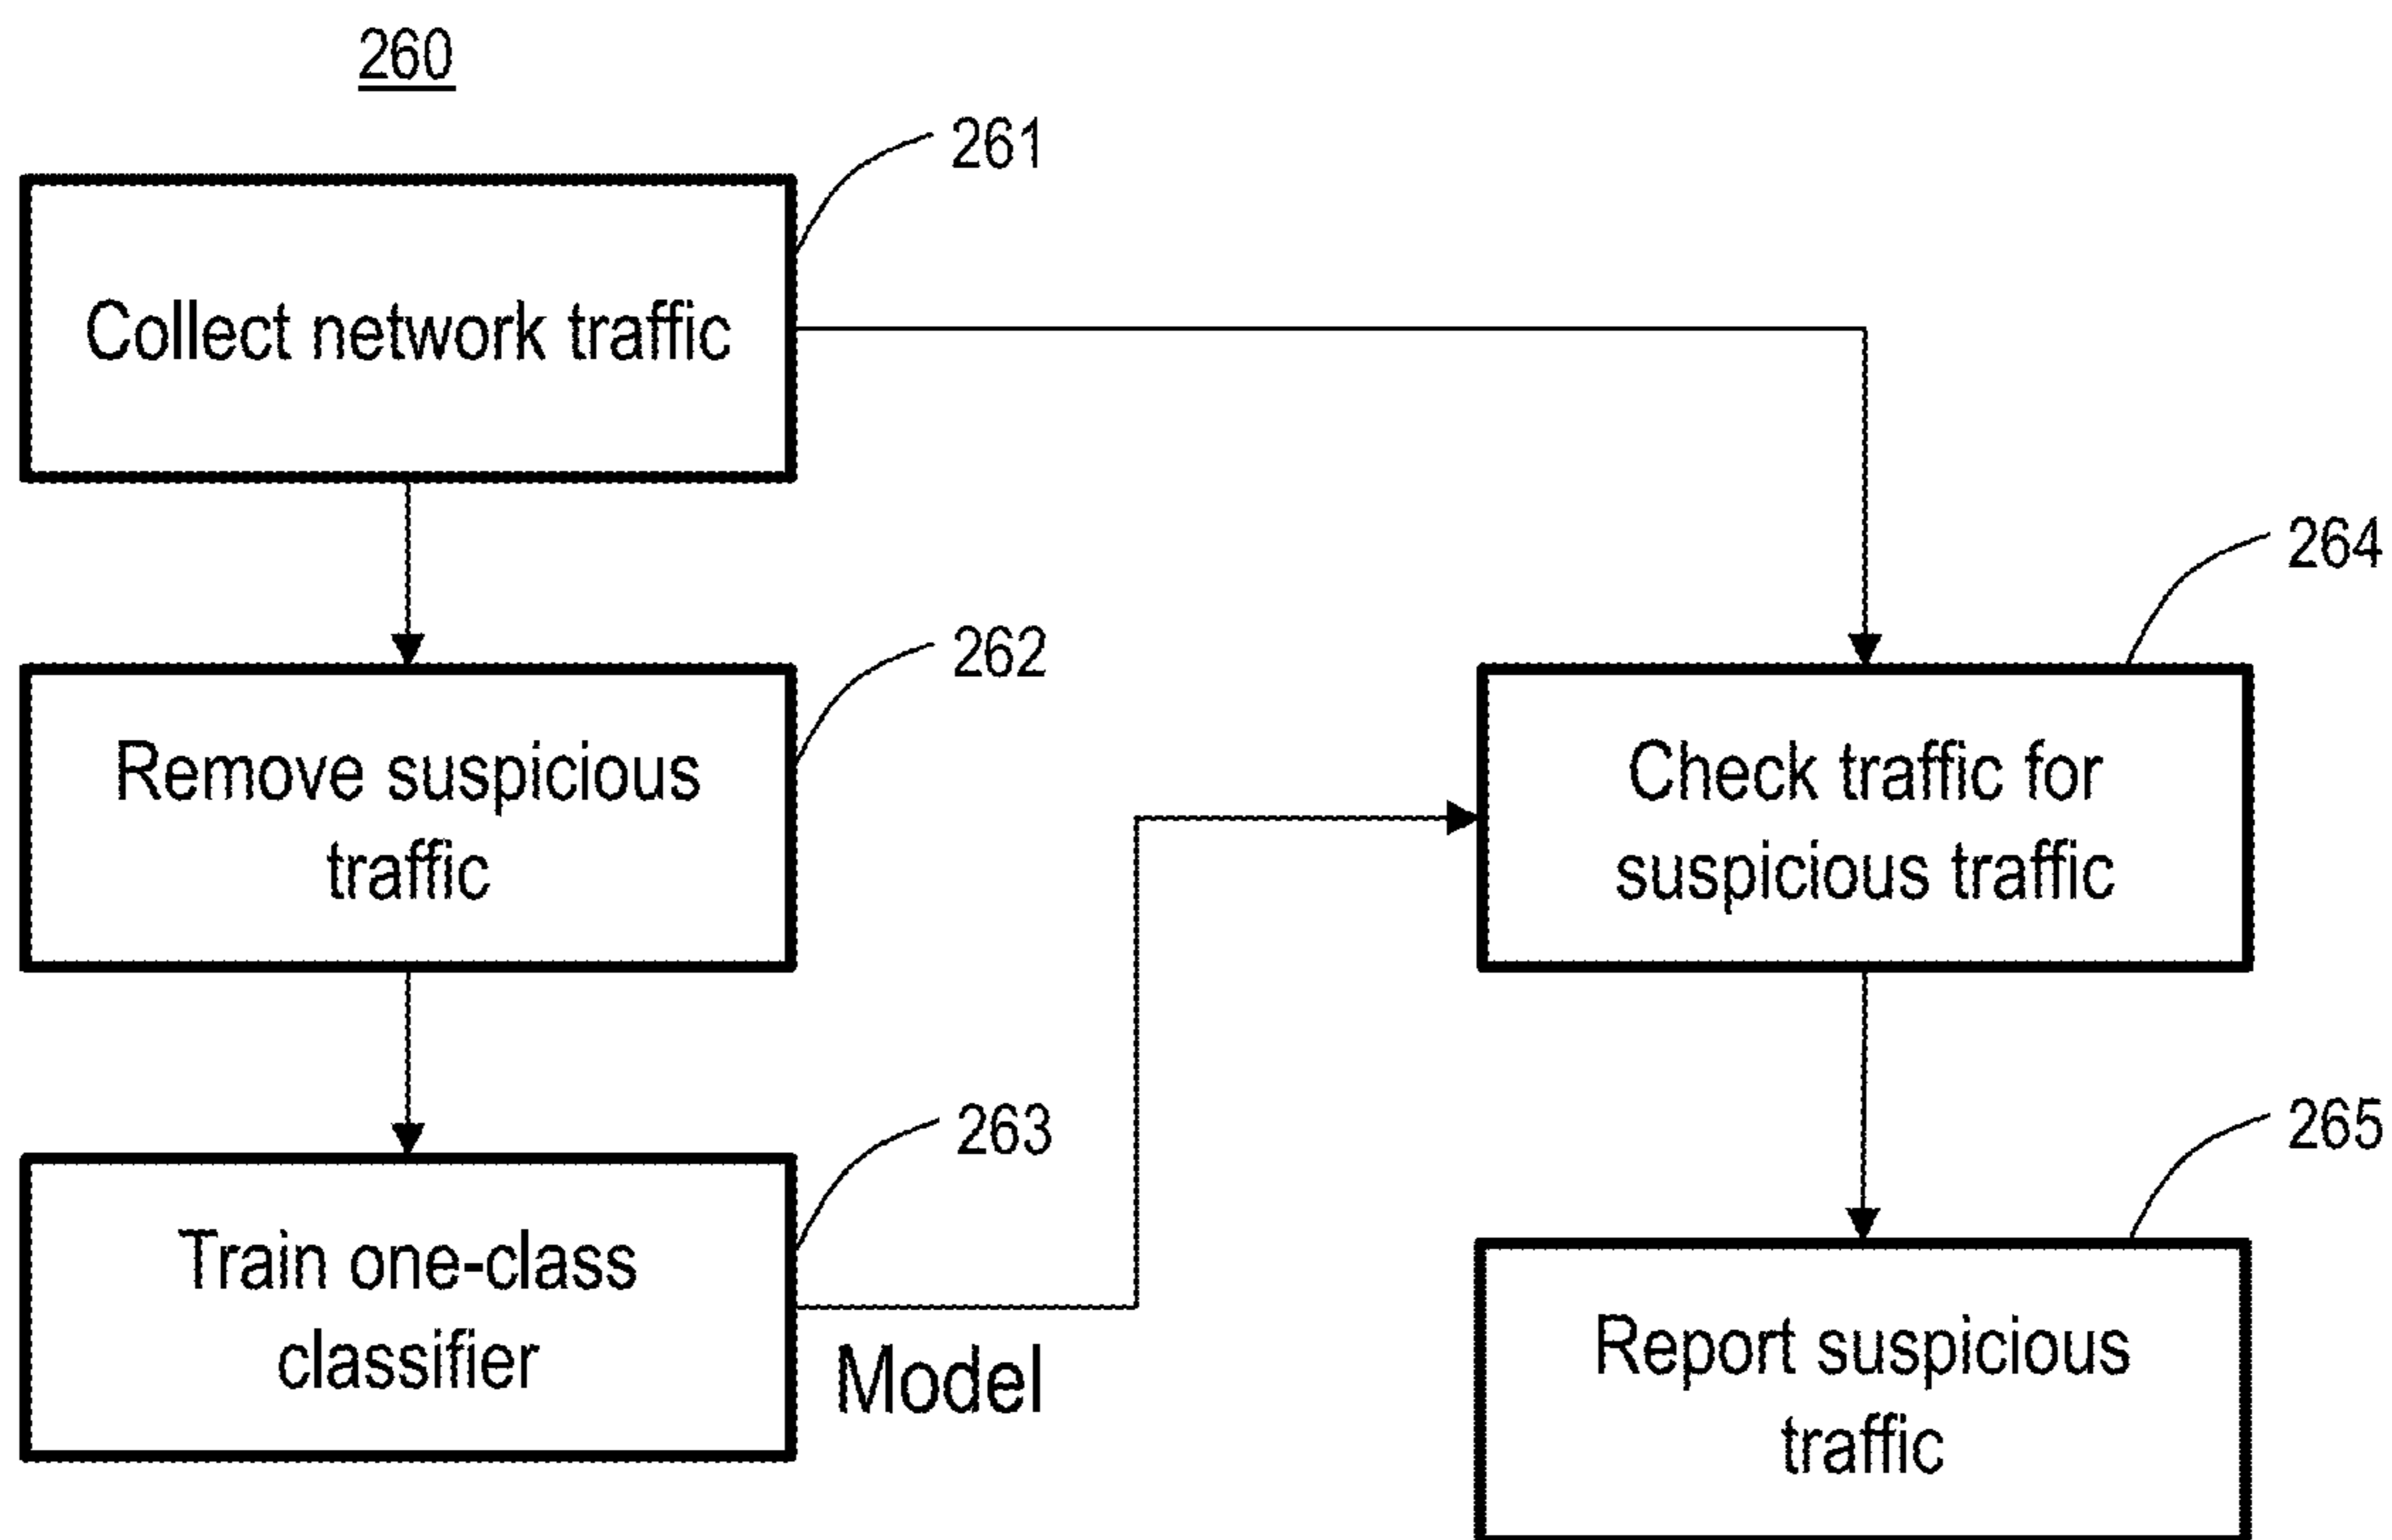 260
261
Collect network traffic
262
Remove suspicious
traffic
263
Train one-class
classifier
Model
264
Check traffic for
suspicious traffic
265
Report suspicious
traffic